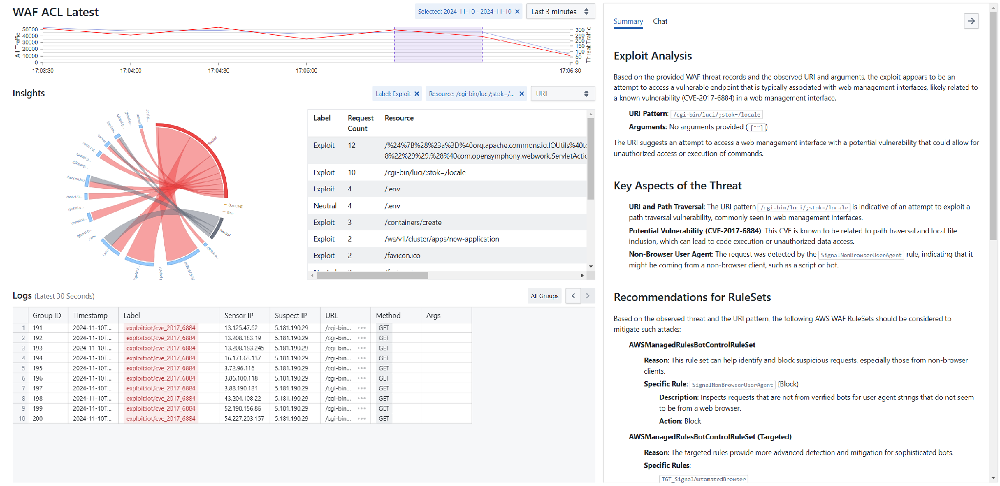 WAF ACL Latest
Selected: 2024-11-10 - 2024-11-10 ×
Last 3 minutes
All Traffic
50000
40000
30000
20000
10000
0
300
250
200
150
100
50
0
Threat Traffic
17:03:30
17:04:00
17:04:30
17:05:00
17:06:30
Insights
Label: Exploit ×
Resource: /cgi-bin/luci/;stok=/... ×
URI
Exploit
Sus CVE
Gen
Neutral
/favicon.ico
/ws/v1/cl..
/global-p...
/containe...
/global-p...
/.env
Label
Request Count
Resource
Exploit 12 /%24%7B%28%23a%3D%40org.apache.commons.io.IOUtils%40to
8%22%29%29.%28%40com.opensymphony.webwork.ServletActio
Exploit 10 /cgi-bin/luci/;stok=/locale
Exploit 4 /.env
Neutral 4 /.env
Exploit 3 /containers/create
Exploit 2 /ws/v1/cluster/apps/new-application
Exploit 2 /favicon.ico
Logs (Latest 30 Seconds)
All Groups
Group ID Timestamp Label Sensor IP Suspect IP URL Method Args
1 191 2024-11-10T... exploit:iot/cve_2017_6884 13.125.47.62 5.181.190.29 /cgi-bin... ••• GET
2 192 2024-11-10T... exploit:iot/cve_2017_6884 13.208.183.19 5.181.190.29 /cgi-bin... ••• GET
3 193 2024-11-10T... exploit:iot/cve_2017_6884 13.208.183.245 5.181.190.29 /cgi-bin... ••• GET
4 194 2024-11-10T... exploit:iot/cve_2017_6884 16.171.63.137 5.181.190.29 /cgi-bin... ••• GET
5 195 2024-11-10T... exploit:iot/cve_2017_6884 3.72.96.116 5.181.190.29 /cgi-bin... ••• GET
6 196 2024-11-10T... exploit:iot/cve_2017_6884 3.86.100.118 5.181.190.29 /cgi-bin... ••• GET
7 197 2024-11-10T... exploit:iot/cve_2017_6884 3.88.190.181 5.181.190.29 /cgi-bin... ••• GET
8 198 2024-11-10T... exploit:iot/cve_2017_6884 43.204.108.22 5.181.190.29 /cgi-bin... ••• GET
9 199 2024-11-10T... exploit:iot/cve_2017_6884 52.198.156.86 5.181.190.29 /cgi-bin... ••• GET
10 200 2024-11-10T... exploit:iot/cve_2017_6884 54.227.203.157 5.181.190.29 /cgi-bin... ••• GET
Summary Chat
Exploit Analysis
Based on the provided WAF threat records and the observed URI and arguments, the exploit appears to be an
attempt to access a vulnerable endpoint that is typically associated with web management interfaces, likely related to
a known vulnerability (CVE-2017-6884) in a web management interface.
URI Pattern: /cgi-bin/luci/;stok=/locale
Arguments: No arguments provided ([""])
The URI suggests an attempt to access a web management interface with a potential vulnerability that could allow for
unauthorized access or execution of commands.
Key Aspects of the Threat
URI and Path Traversal: The URI pattern /cgi-bin/luci/;stok=/locale is indicative of an attempt to exploit a
path traversal vulnerability, commonly seen in web management interfaces.
Potential Vulnerability (CVE-2017-6884): This CVE is known to be related to path traversal and local file
inclusion, which can lead to code execution or unauthorized data access.
Non-Browser User Agent: The request was detected by the SignalNonBrowserUserAgent rule, indicating that it
might be coming from a non-browser client, such as a script or bot.
Recommendations for RuleSets
Based on the observed threat and the URI pattern, the following AWS WAF RuleSets should be considered to
mitigate such attacks:
AWSManagedRulesBotControlRuleSet
Reason: This rule set can help identify and block suspicious requests, especially those from non-browser
clients.
Specific Rule: SignalNonBrowserUserAgent (Block)
Description: Inspects requests that are not from verified bots for user agent strings that do not seem
to be from a web browser.
Action: Block
AWSManagedRulesBotControlRuleSet (Targeted)
Reason: The targeted rules provide more advanced detection and mitigation for sophisticated bots.
Specific Rules:
TGT_SignalAutomatedBrowser